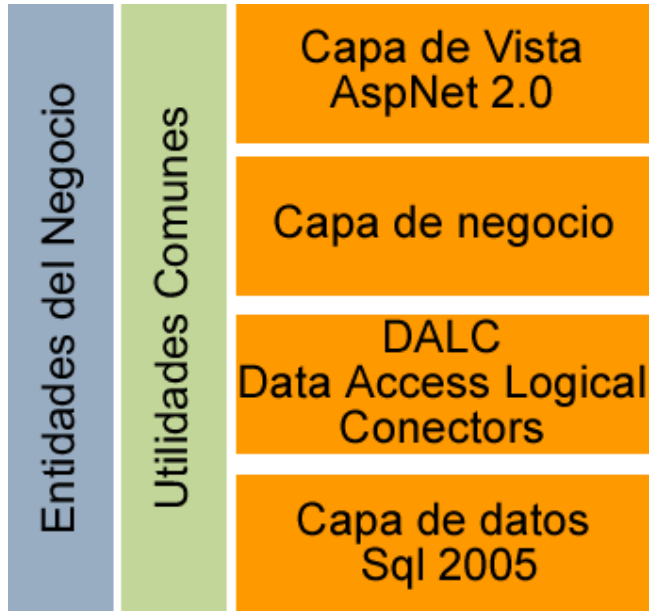 Entidades del Negocio
Utilidades Comunes
Capa de Vista
AspNet 2.0
Capa de negocio
DALC
Data Access Logical
Conectors
Capa de datos
Sql 2005